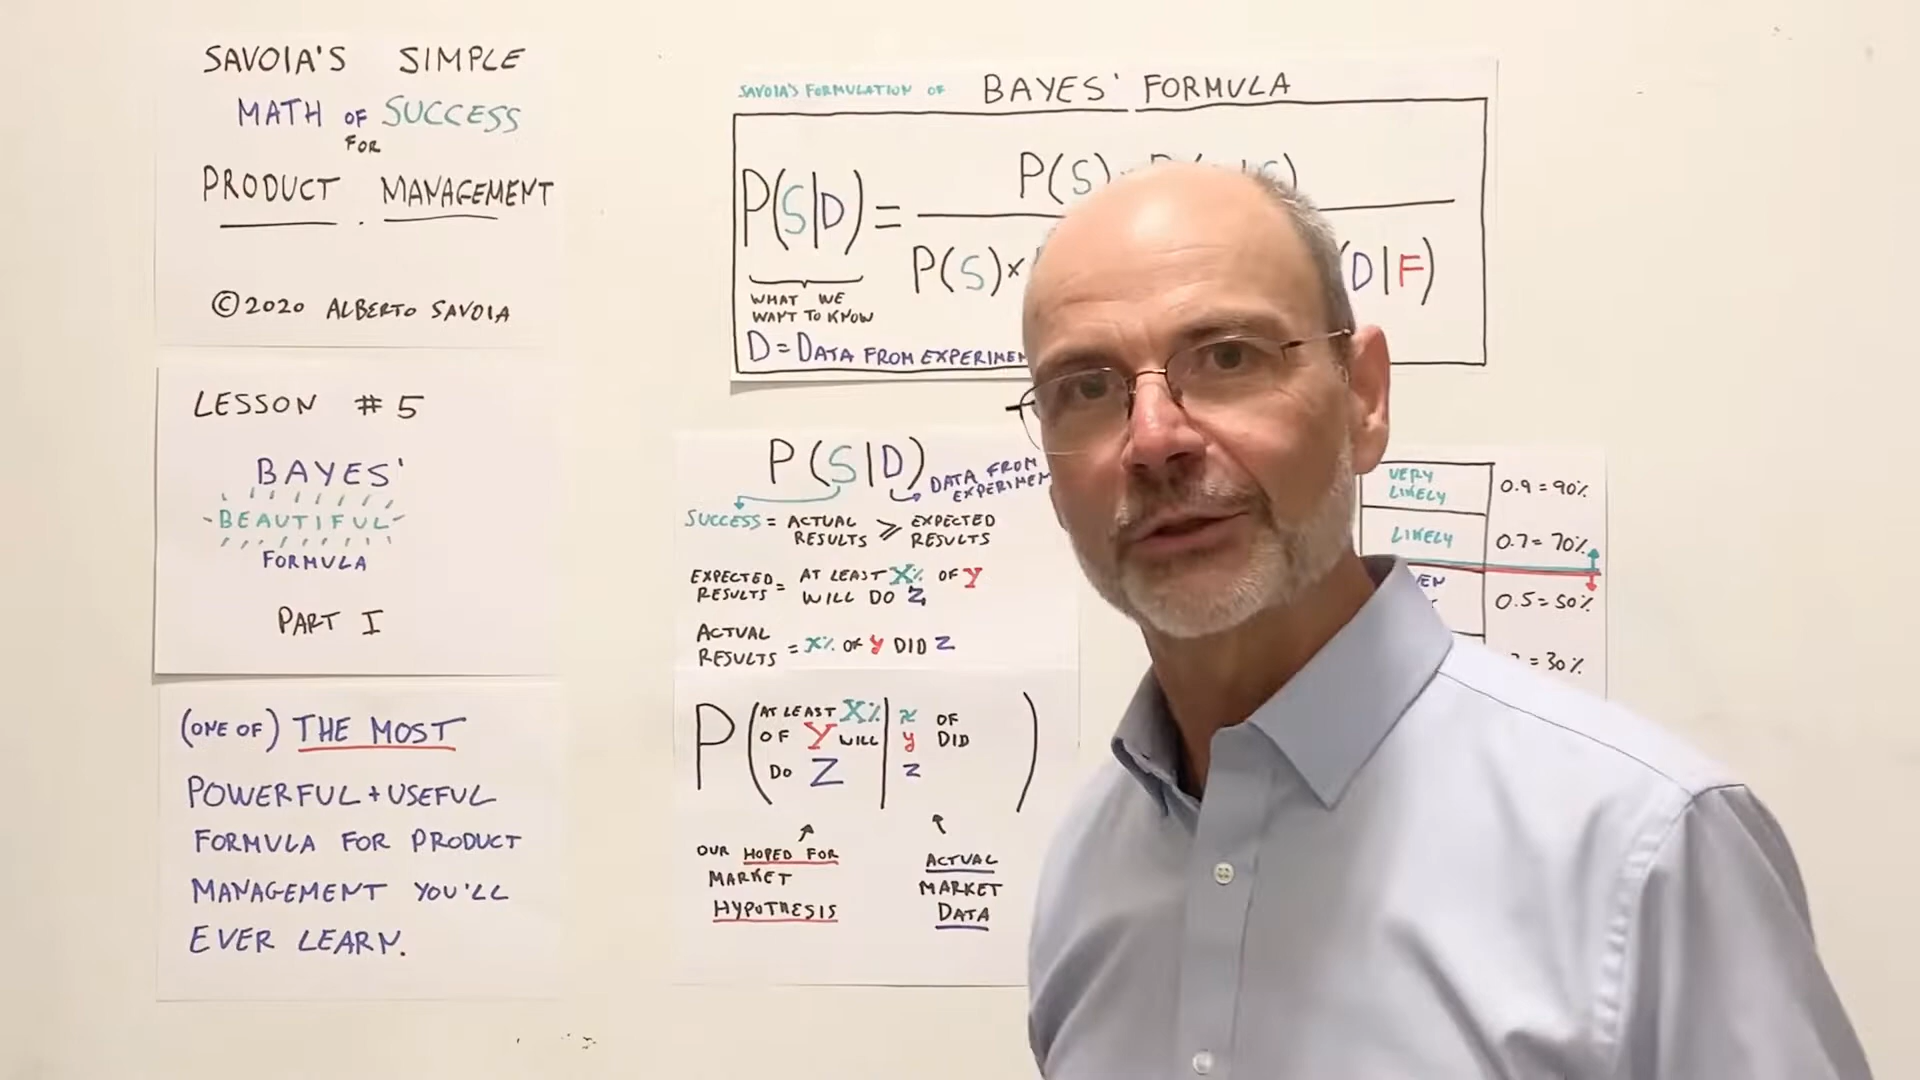 SAVOIA'S SIMPLE
MATH OF SUCCESS
FOR
PRODUCT MANAGEMENT
©2020 ALBERTO SAVOIA
LESSON #5
BAYES'
BEAUTIFUL
FORMULA
PART I
(ONE OF) THE MOST
POWERFUL + USEFUL
FORMULA FOR PRODUCT
MANAGEMENT YOU'LL
EVER LEARN.
SAVOIA'S FORMULATION OF BAYES' FORMULA
P(S)
P(S|D) =
P(S)× (D|F)
WHAT WE
WANT TO KNOW
D = DATA FROM
P(S|D)
DATA FROM
SUCCESS = ACTUAL RESULTS ⩾ EXPECTED RESULTS
EXPECTED RESULTS = AT LEAST X% OF Y
WILL DO Z
ACTUAL RESULTS = X% OF Y DID Z
P(AT LEAST X% | x OF
OF Y WILL | y DID
DO Z | z)
OUR HOPED FOR
MARKET
HYPOTHESIS
ACTUAL
MARKET
DATA
VERY
LIKELY
0.9 = 90%
LIKELY
0.7 = 70%
0.5 = 50%
= 30%